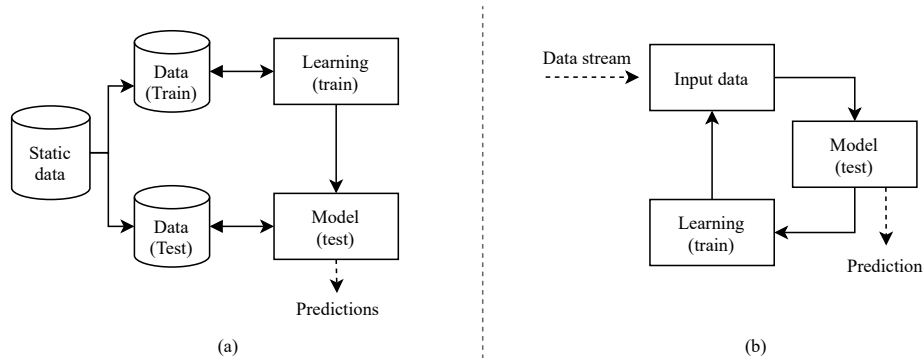 Data
(Train)
Learning
(train)
Static
data
Data
(Test)
Model
(test)
Predictions
(a)
Data stream
Input data
Model
(test)
Learning
(train)
Prediction
(b)